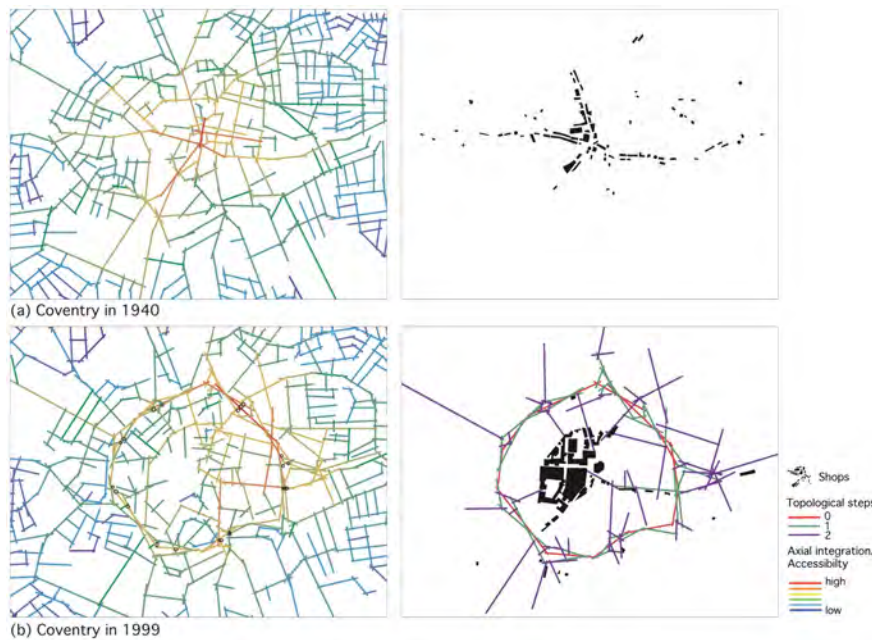 (a) Coventry in 1940
Shops
Topological steps
0
1
2
Axial integration/
Accessibilty
high
low
(b) Coventry in 1999